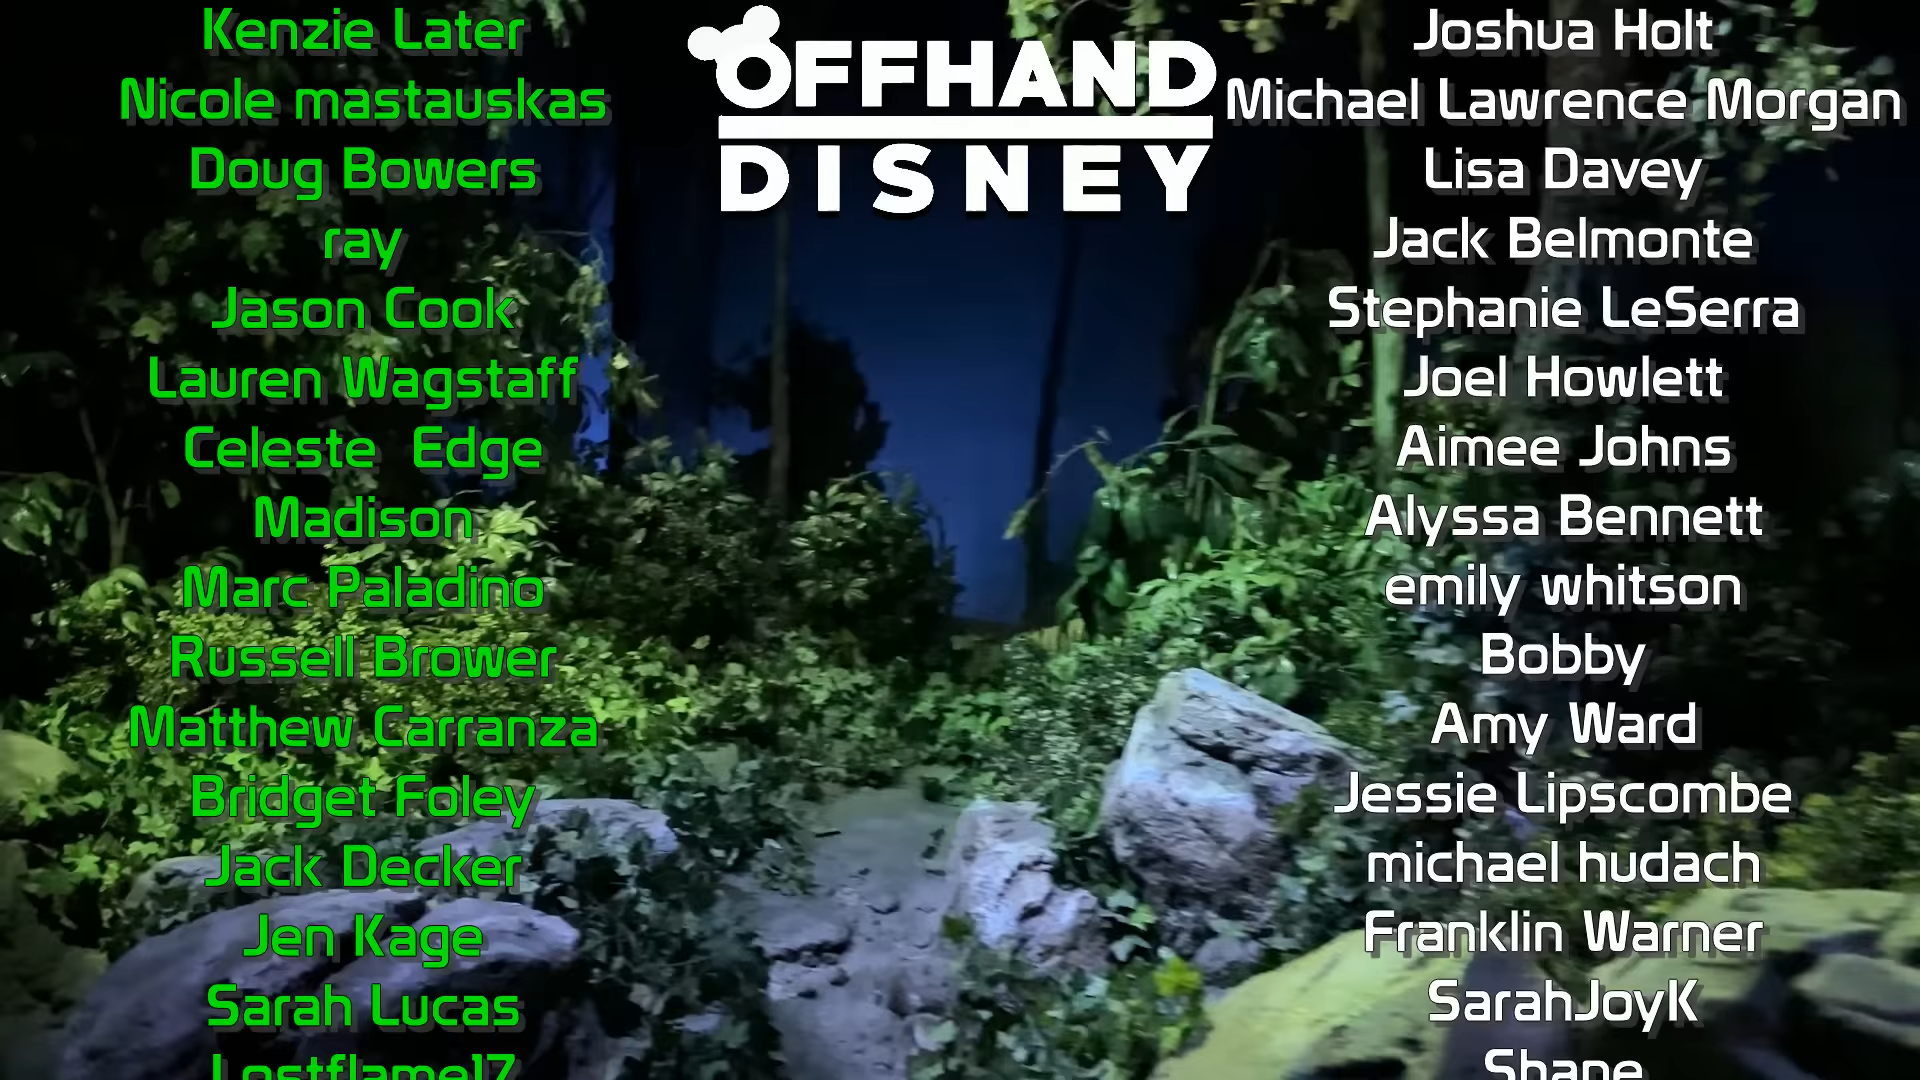 Kenzie Later
Nicole mastauskas
Doug Bowers
ray
Jason Cook
Lauren Wagstaff
Celeste  Edge
Madison
Marc Paladino
Russell Brower
Matthew Carranza
Bridget Foley
Jack Decker
Jen Kage
Sarah Lucas
Lostflame17
OFFHAND
DISNEY
Joshua Holt
Michael Lawrence Morgan
Lisa Davey
Jack Belmonte
Stephanie LeSerra
Joel Howlett
Aimee Johns
Alyssa Bennett
emily whitson
Bobby
Amy Ward
Jessie Lipscombe
michael hudach
Franklin Warner
SarahJoyK
Shane